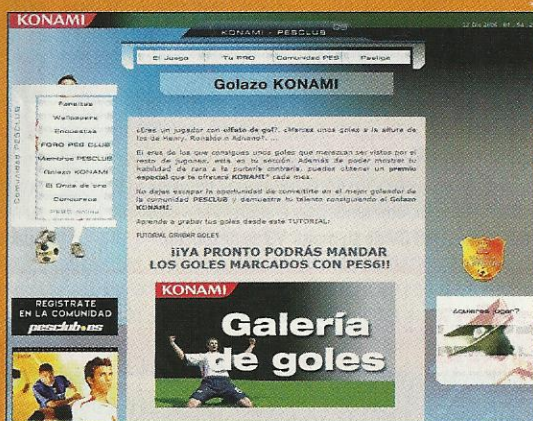 KONAMI
KONAMI - PESCLUB
El Juego
Tu PRO
Comunidad PES
Fastiga
Golazo KONAMI
Comunidad PESCLUB
Fansites
Wallpapers
Encuestas
FORO PES CLUB
Miembros PESCLUB
Golazo KONAMI
El Once de oro
Concursos
¿Eres un jugador con olfato de gol?. ¿Marcas unos goles a la altura de
los de Henry, Ronaldo o Adriano?. ...
Si eres de los que consigues unos goles que merezcan ser vistos por el
resto de jugones, esta es tu sección. Además de poder mostrar tu
habilidad de cara a la portería contraria, puedes obtener un premio
especial que te ofrecerá KONAMI* cada mes.
No dejes escapar la oportunidad de convertirte en el mejor goleador de
la comunidad PESCLUB y demuestra tu talento consiguiendo el Golazo
KONAMI.
Aprende a grabar tus goles desde este TUTORIAL:
TUTORIAL GRABAR GOLES
¡¡YA PRONTO PODRÁS MANDAR
LOS GOLES MARCADOS CON PES6!!
KONAMI
Galería
de goles
REGISTRATE
EN LA COMUNIDAD
pesclub.es
¿quieres jugar?